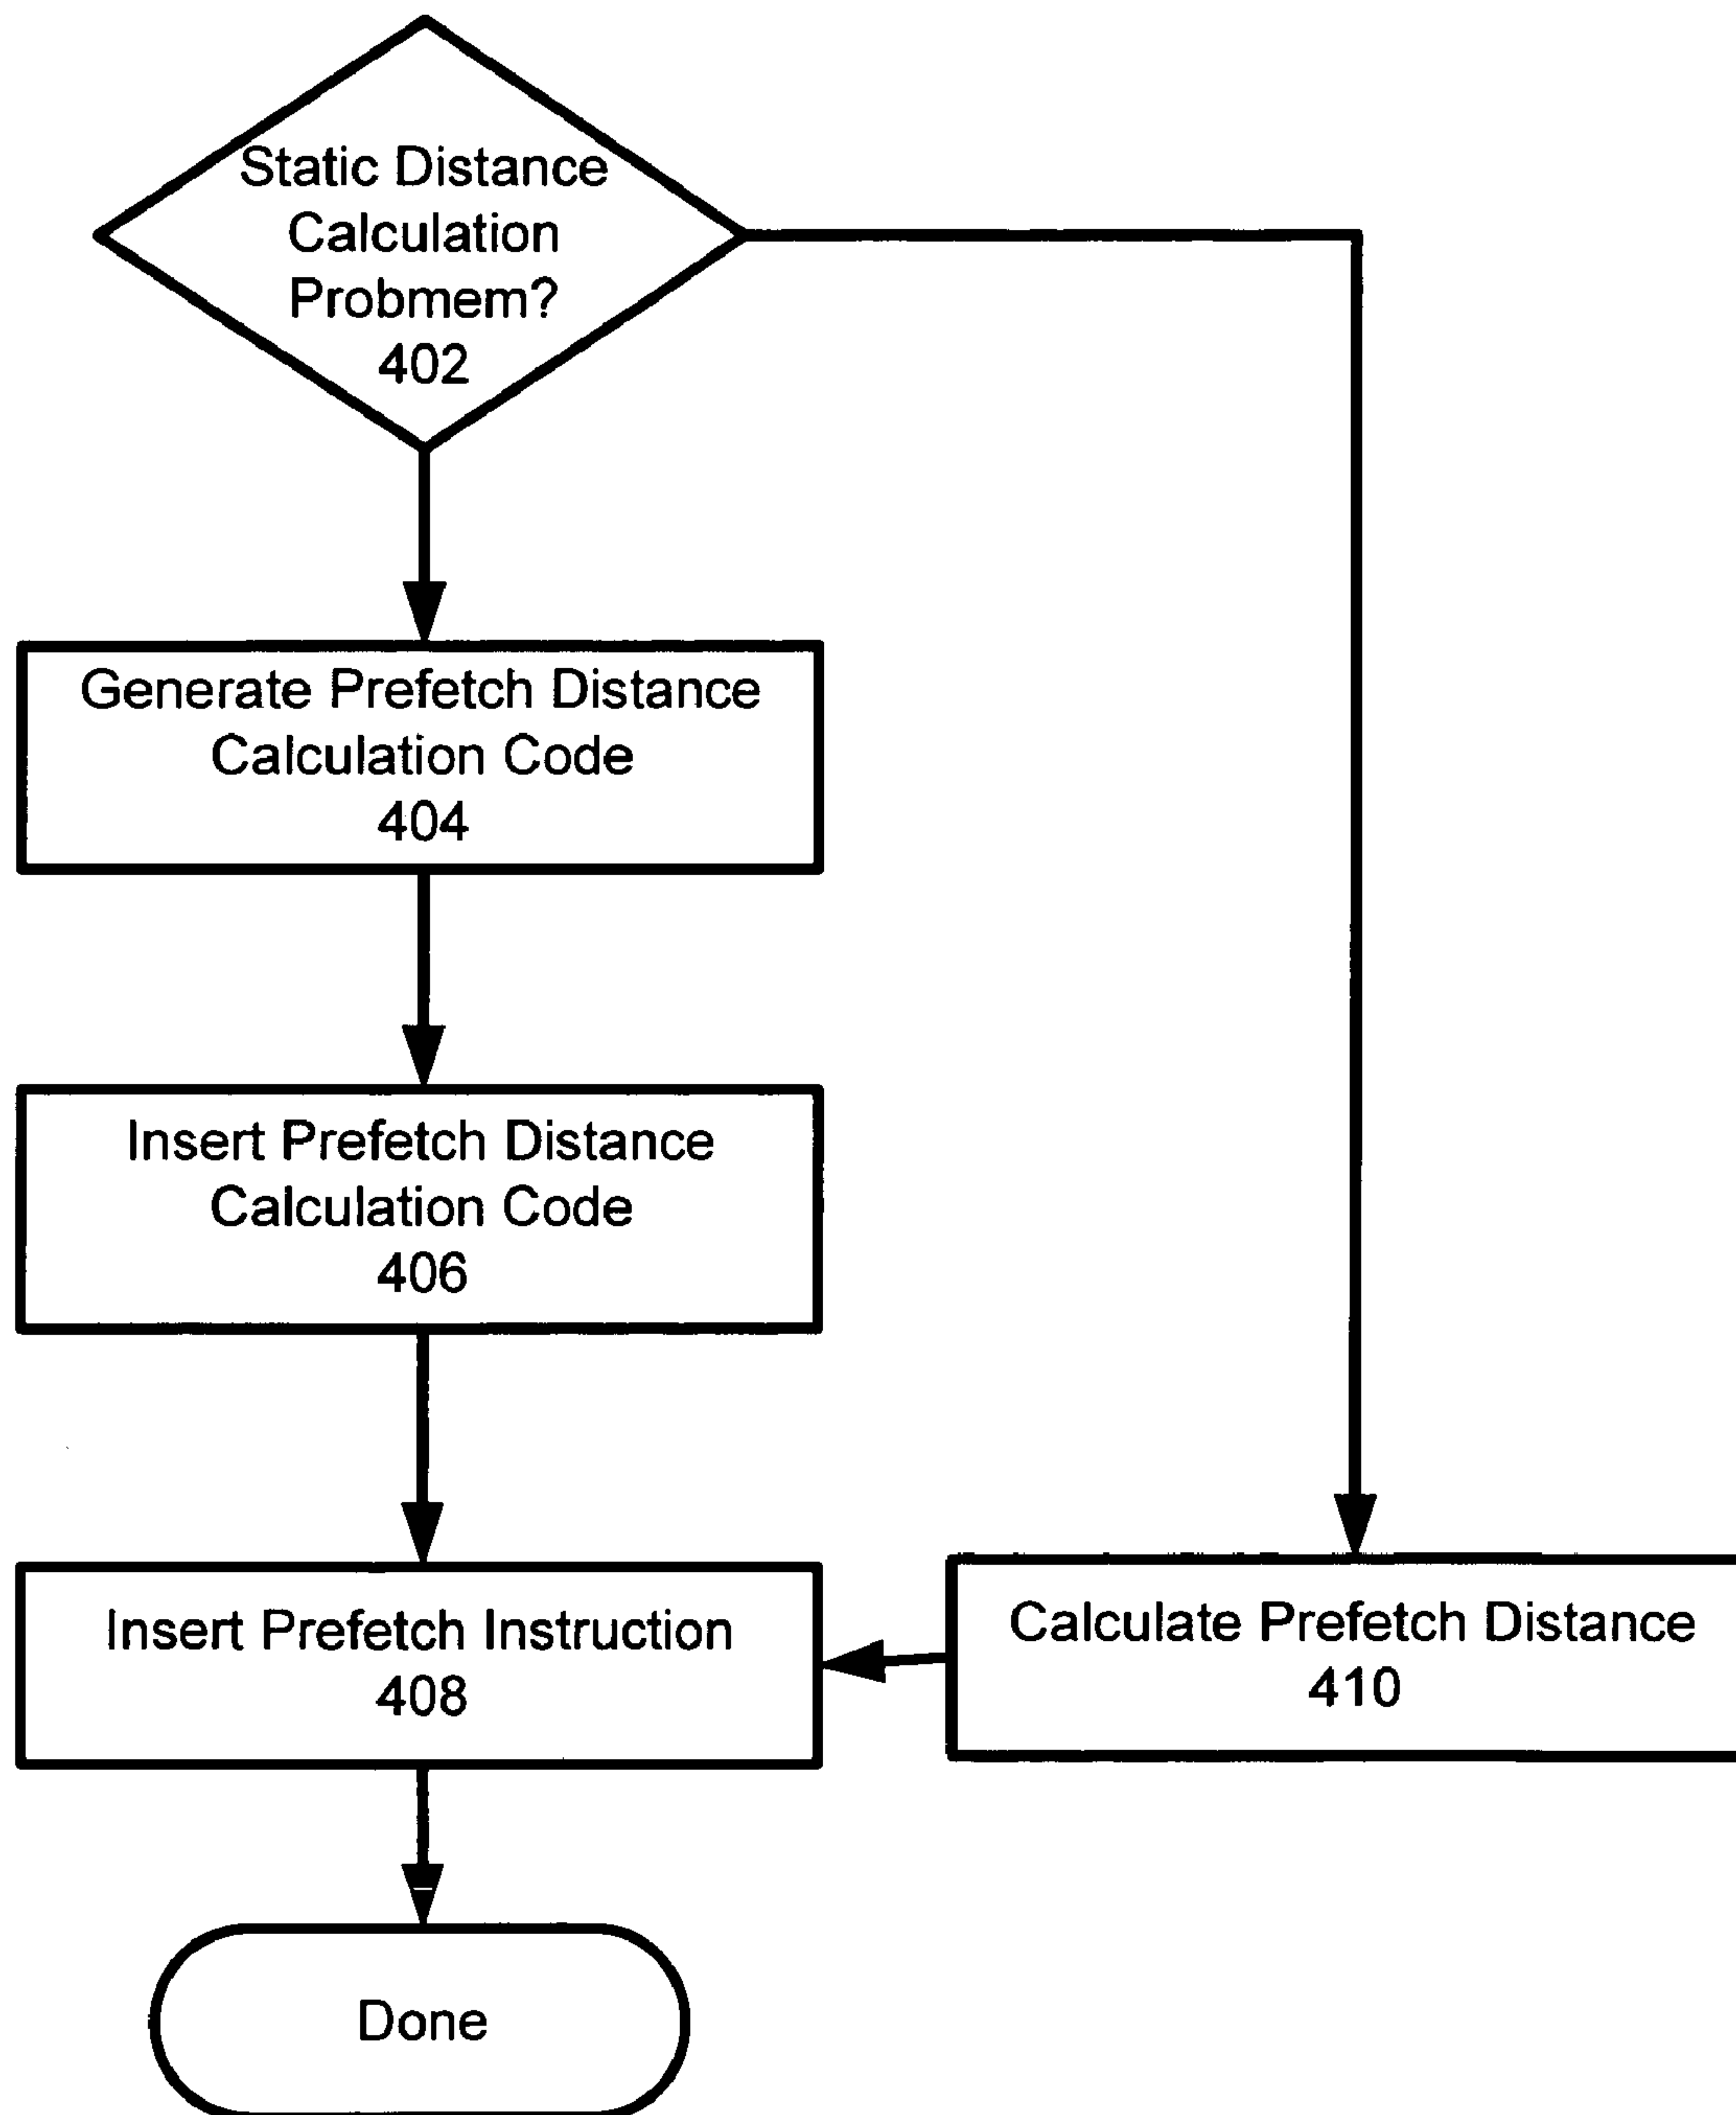 Static Distance
Calculation
Probmem?
402
Generate Prefetch Distance
Calculation Code
404
Insert Prefetch Distance
Calculation Code
406
Insert Prefetch Instruction
408
Calculate Prefetch Distance
410
Done